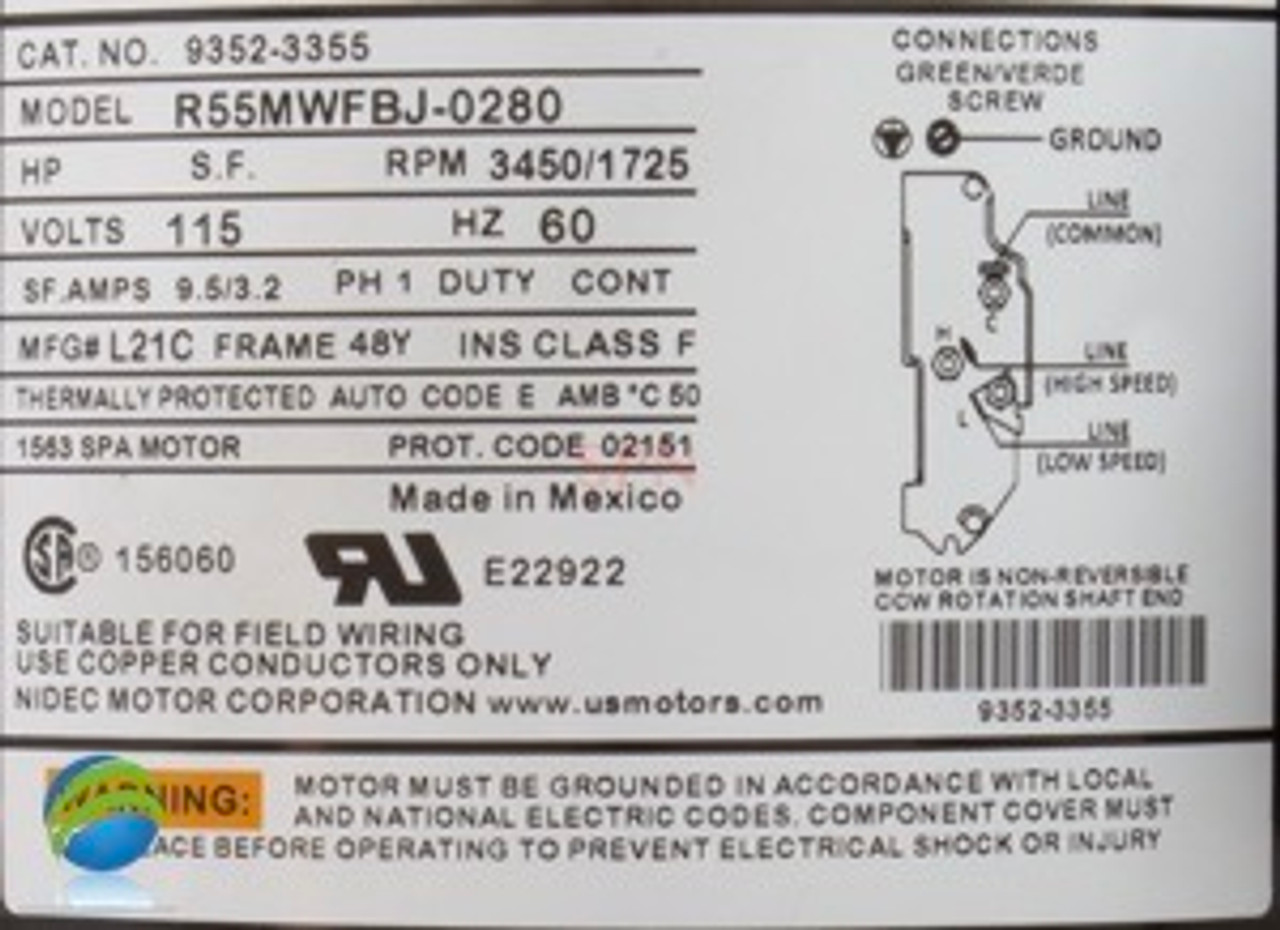 CAT. NO. 9352-3355
MODEL R55MWFBJ-0280
HP S.F. RPM 3450/1725
VOLTS 115 HZ 60
SF.AMPS 9.5/3.2 PH 1 DUTY CONT
MFG# L21C FRAME 48Y INS CLASS F
THERMALLY PROTECTED AUTO CODE E AMB °C 50
1563 SPA MOTOR PROT. CODE 02151
Made in Mexico
SA® 156060 E22922
SUITABLE FOR FIELD WIRING
USE COPPER CONDUCTORS ONLY
NIDEC MOTOR CORPORATION www.usmotors.com
CONNECTIONS
GREEN/VERDE
SCREW
GROUND
LINE
(COMMON)
C
H
LINE
(HIGH SPEED)
L
LINE
(LOW SPEED)
MOTOR IS NON-REVERSIBLE
CCW ROTATION SHAFT END
9352-3355
WARNING: MOTOR MUST BE GROUNDED IN ACCORDANCE WITH LOCAL
AND NATIONAL ELECTRIC CODES. COMPONENT COVER MUST
ACE BEFORE OPERATING TO PREVENT ELECTRICAL SHOCK OR INJURY